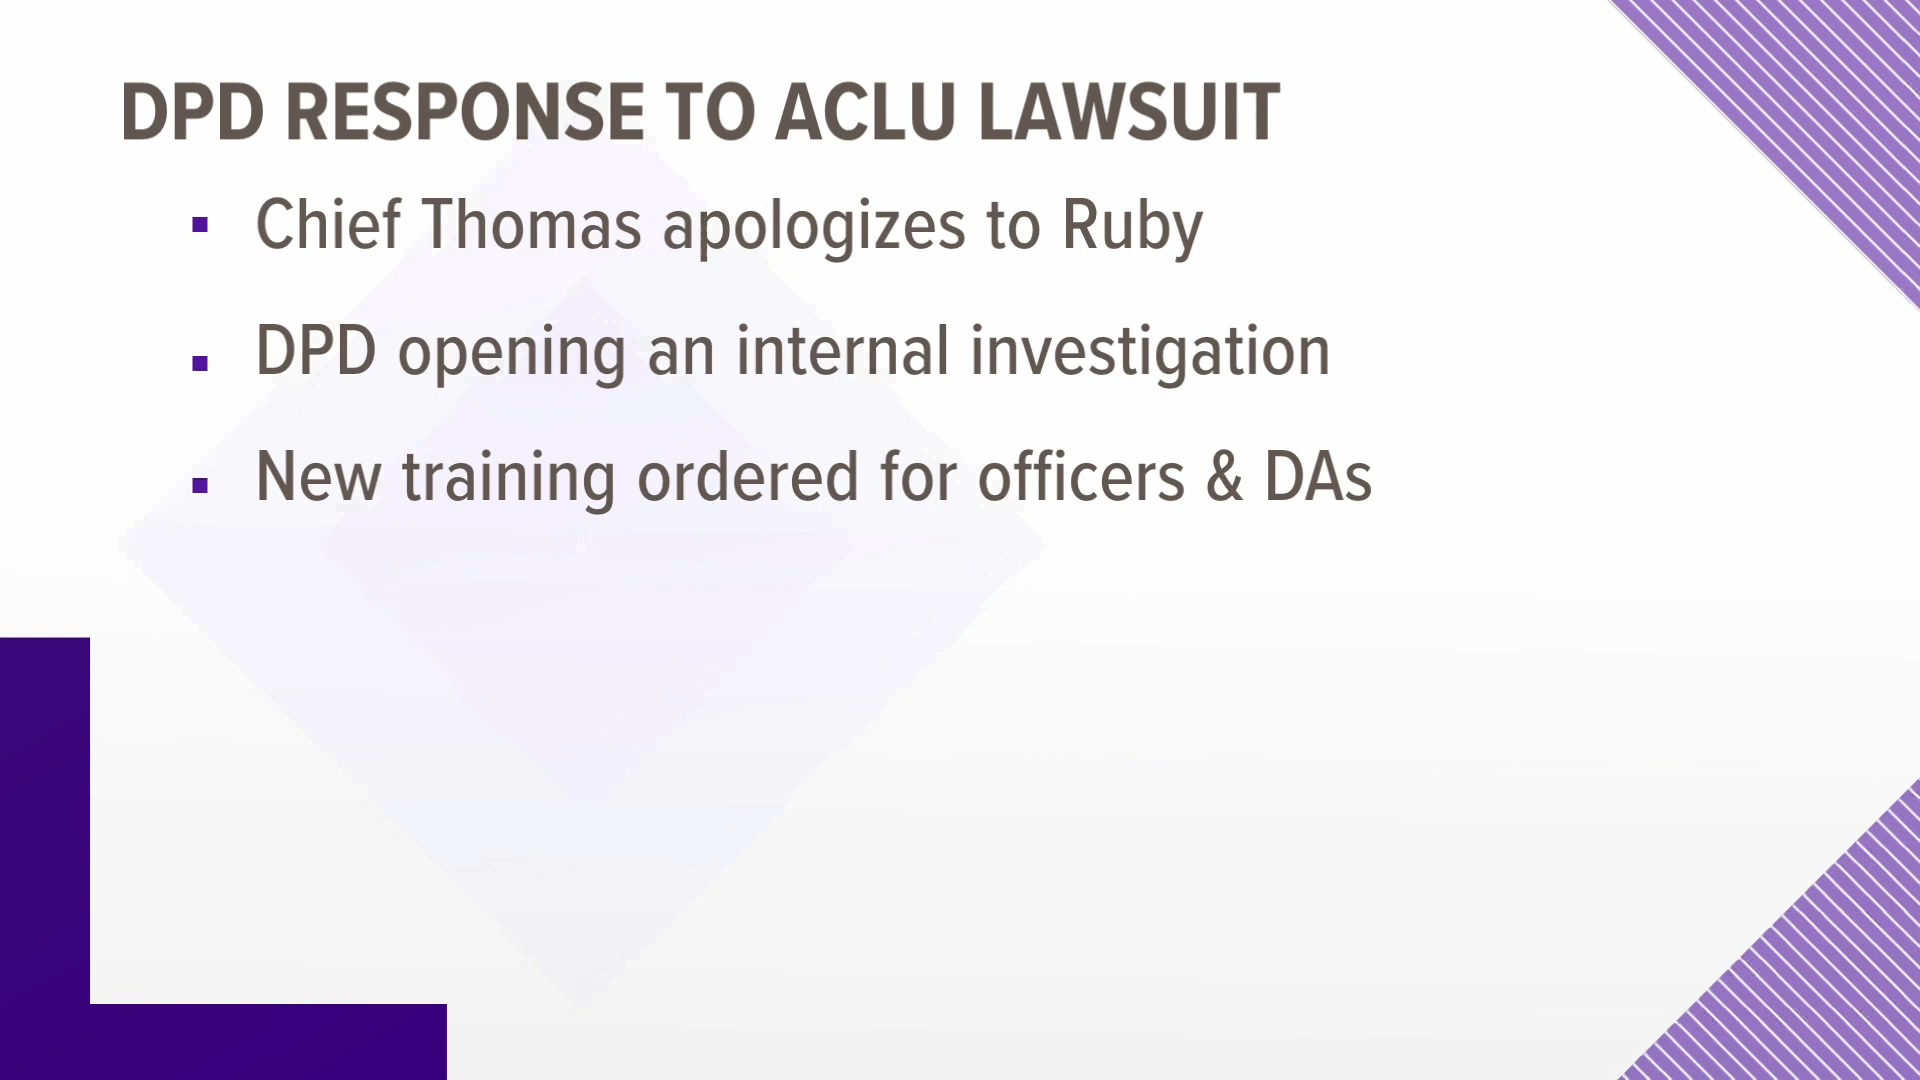 DPD RESPONSE TO ACLU LAWSUIT
▪ Chief Thomas apologizes to Ruby
▪ DPD opening an internal investigation
▪ New training ordered for officers & DAs